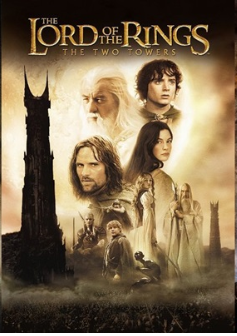 THE
LORD OF THE RINGS
THE TWO TOWERS